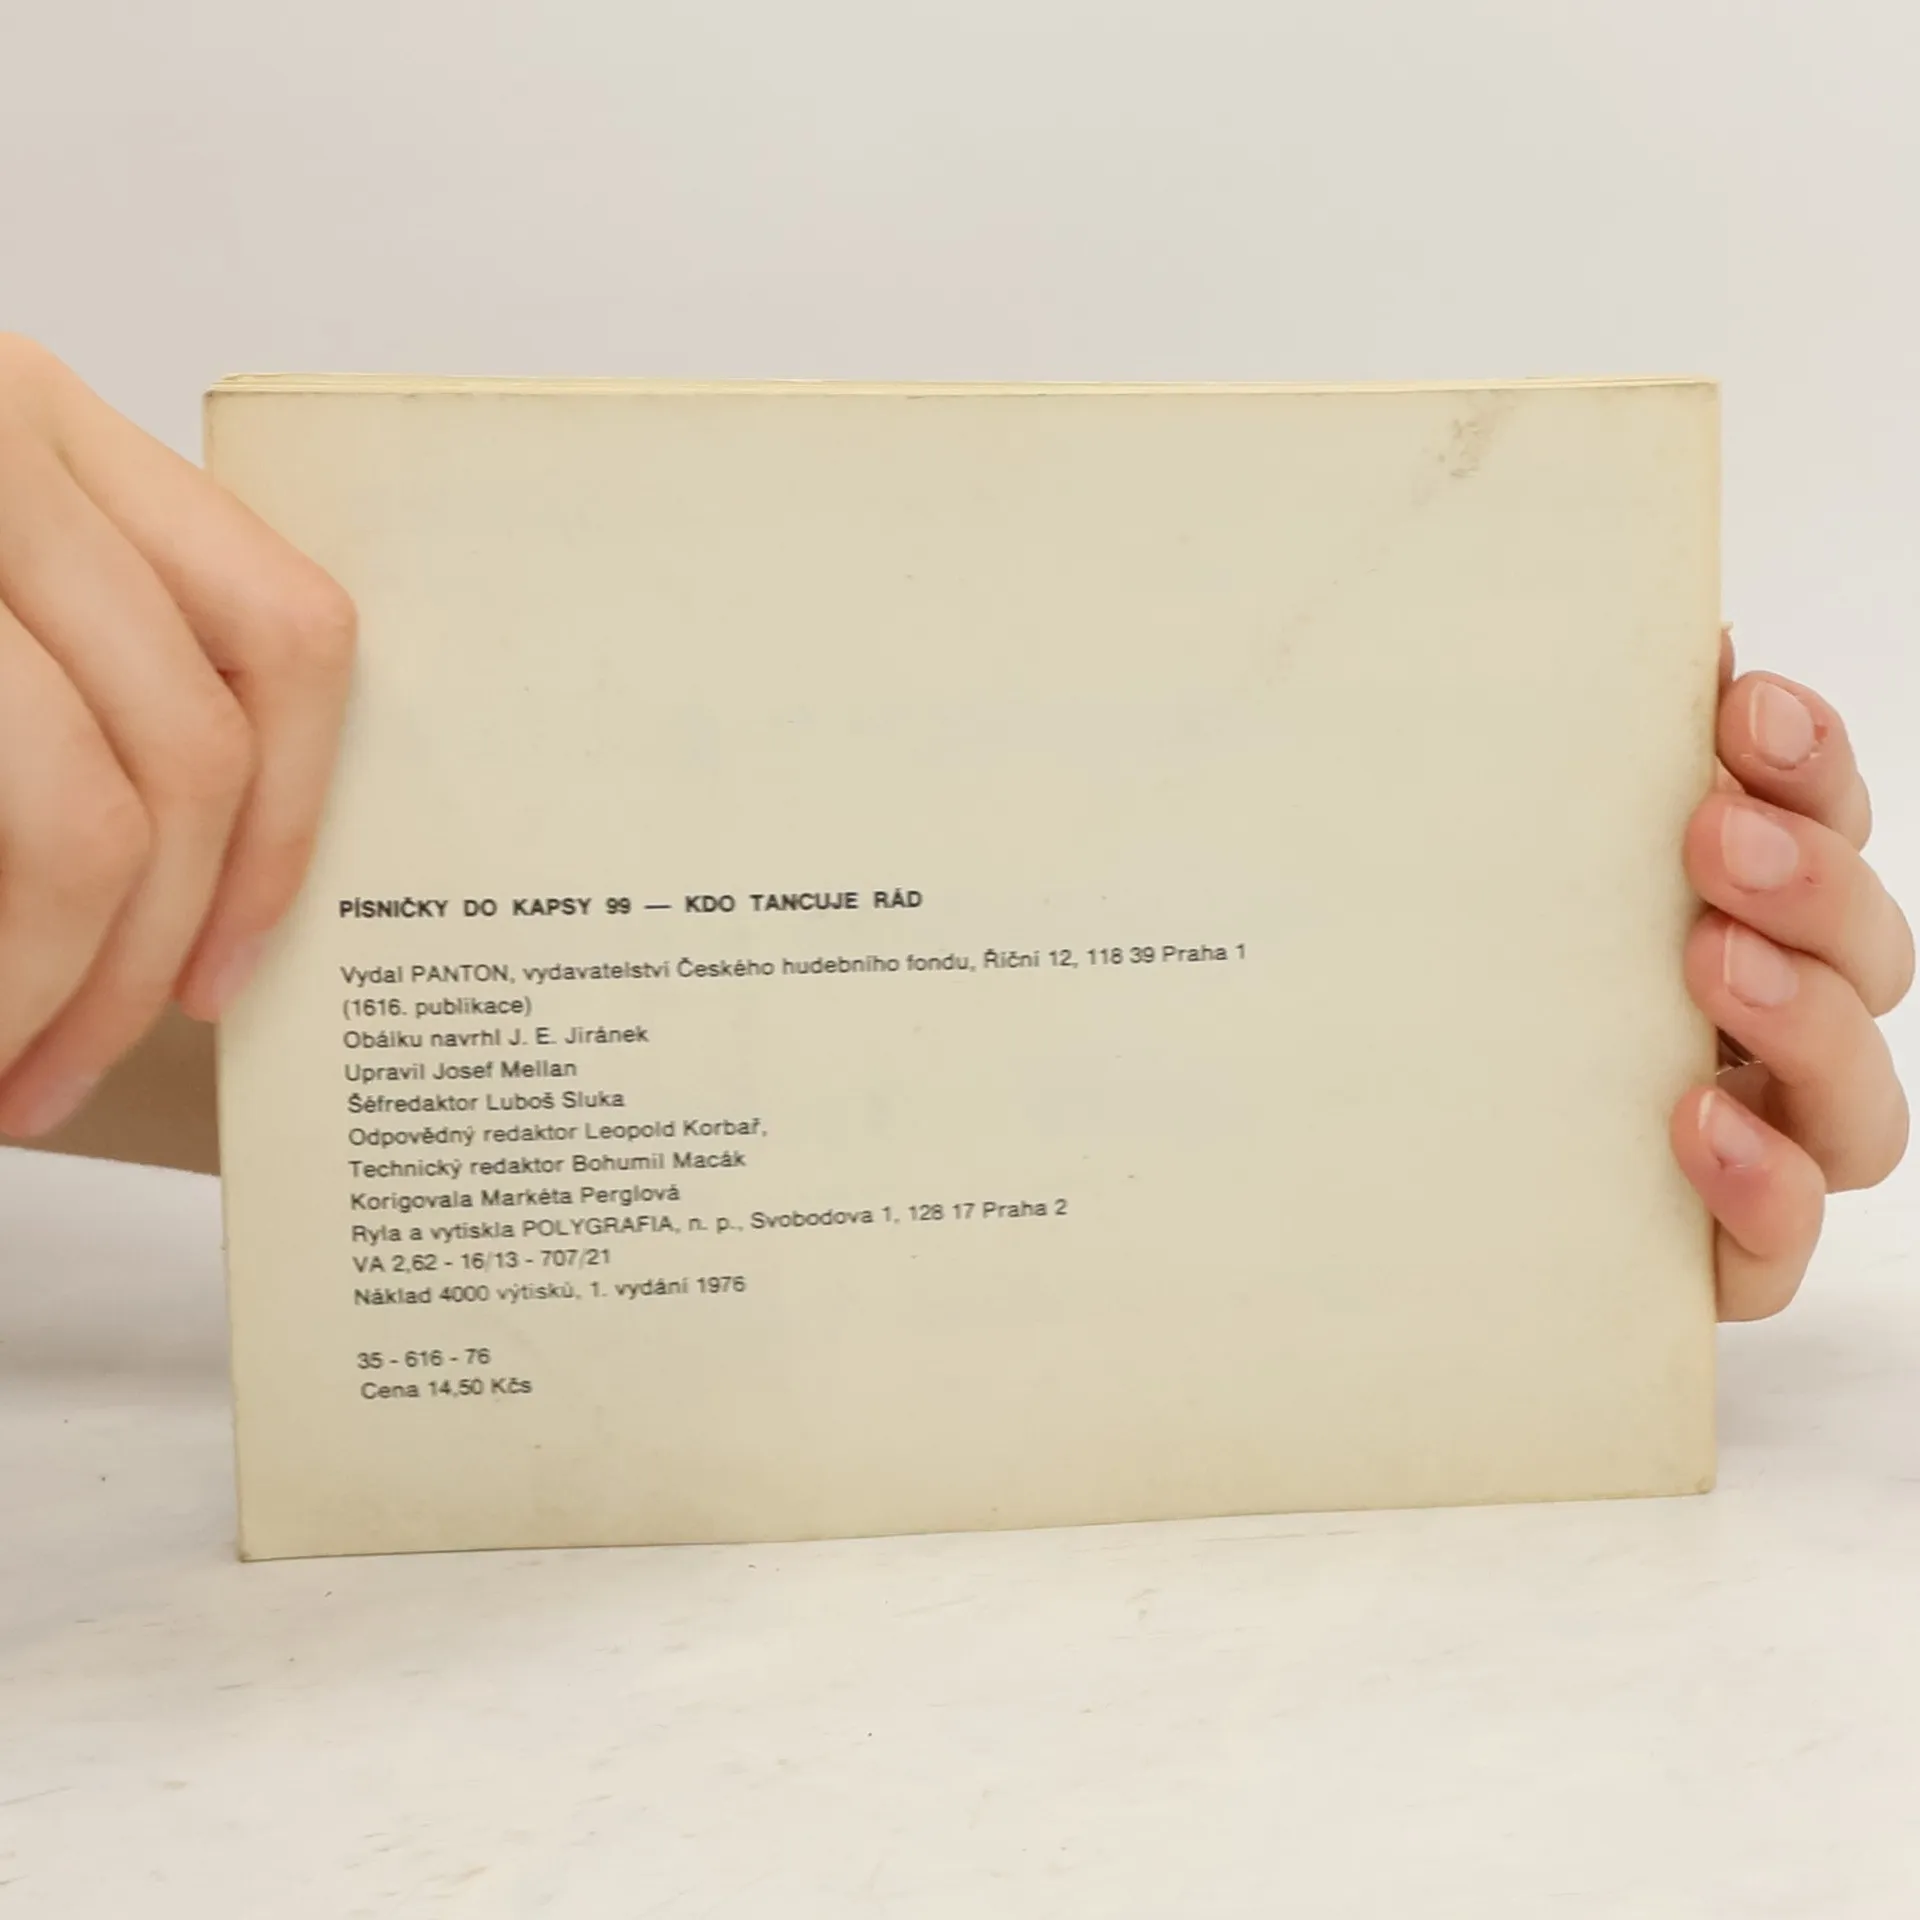 PÍSNIČKY DO KAPSY 99 — KDO TANCUJE RÁD
Vydal PANTON, vydavatelství Českého hudebního fondu, Říční 12, 118 39 Praha 1
(1616. publikace)
Obálku navrhl J. E. Jiránek
Upravil Josef Mellan
Šéfredaktor Luboš Sluka
Odpovědný redaktor Leopold Korbař,
Technický redaktor Bohumil Macák
Korigovala Markéta Perglová
Ryla a vytiskla POLYGRAFIA, n. p., Svobodova 1, 128 17 Praha 2
VA 2,62 - 16/13 - 707/21
Náklad 4000 výtisků, 1. vydání 1976
35 - 616 - 76
Cena 14,50 Kčs